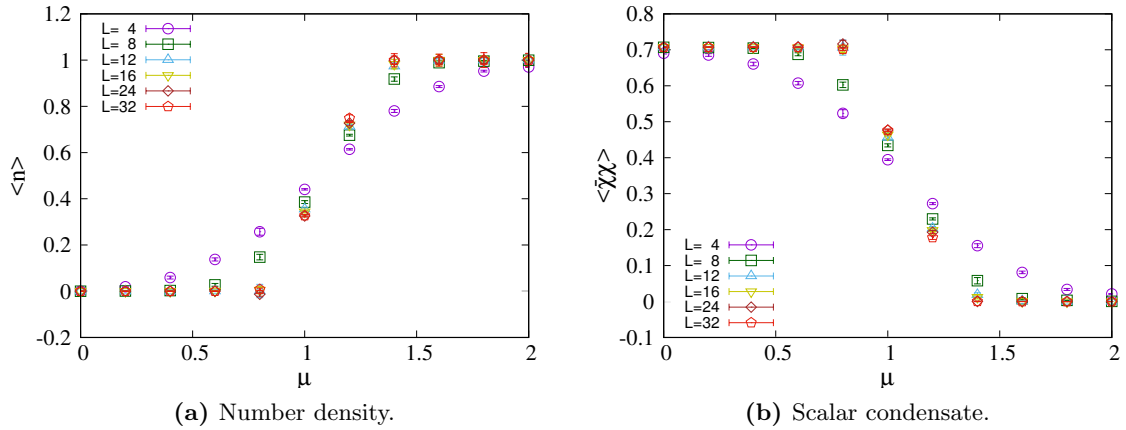 1.2
1
0.8
0.6
0.4
0.2
0
-0.2
<n>
L= 4
L= 8
L=12
L=16
L=24
L=32
0 0.5 1 1.5 2
μ
(a) Number density.
0.8
0.7
0.6
0.5
0.4
0.3
0.2
0.1
0
-0.1
<χ̄χ>
L= 4
L= 8
L=12
L=16
L=24
L=32
0 0.5 1 1.5 2
μ
(b) Scalar condensate.